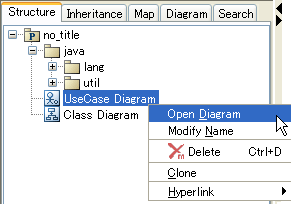 Structure Inheritance Map Diagram Search
no_title
java
lang
util
UseCase Diagram
Class Diagram
Open Diagram
Modify Name
Delete Ctrl+D
Clone
Hyperlink